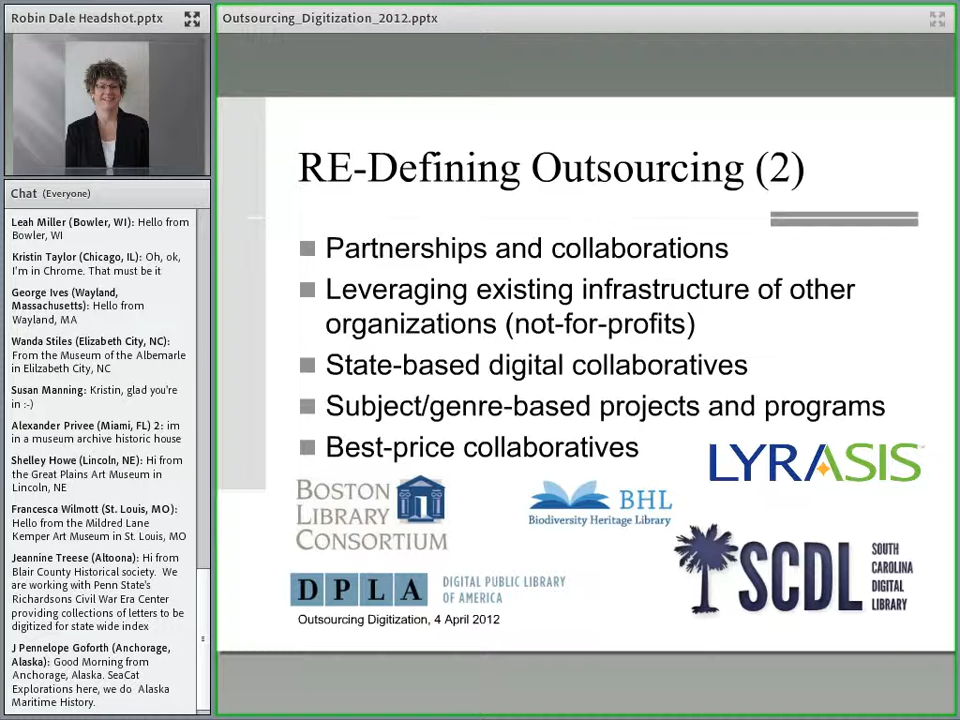 Robin Dale Headshot.pptx
Chat (Everyone)
Leah Miller (Bowler, WI): Hello from
Bowler, WI
Kristin Taylor (Chicago, IL): Oh, ok,
I'm in Chrome. That must be it
George Ives (Wayland,
Massachusetts): Hello from
Wayland, MA
Wanda Stiles (Elizabeth City, NC):
From the Museum of the Albemarle
in Elilzabeth City, NC
Susan Manning: Kristin, glad you're
in :-)
Alexander Privee (Miami, FL) 2: im
in a museum archive historic house
Shelley Howe (Lincoln, NE): Hi from
the Great Plains Art Museum in
Lincoln, NE
Francesca Wilmott (St. Louis, MO):
Hello from the Mildred Lane
Kemper Art Museum in St. Louis, MO
Jeannine Treese (Altoona): Hi from
Blair County Historical society. We
are working with Penn State's
Richardsons Civil War Era Center
providing collections of letters to be
digitized for state wide index
J Pennelope Goforth (Anchorage,
Alaska): Good Morning from
Anchorage, Alaska. SeaCat
Explorations here, we do Alaska
Maritime History.
Outsourcing_Digitization_2012.pptx
RE-Defining Outsourcing (2)
Partnerships and collaborations
Leveraging existing infrastructure of other
organizations (not-for-profits)
State-based digital collaboratives
Subject/genre-based projects and programs
Best-price collaboratives
LYRASIS
BOSTON
LIBRARY
CONSORTIUM
BHL
Biodiversity Heritage Library
SCDL
SOUTH
CAROLINA
DIGITAL
LIBRARY
DPLA
DIGITAL PUBLIC LIBRARY
OF AMERICA
Outsourcing Digitization, 4 April 2012